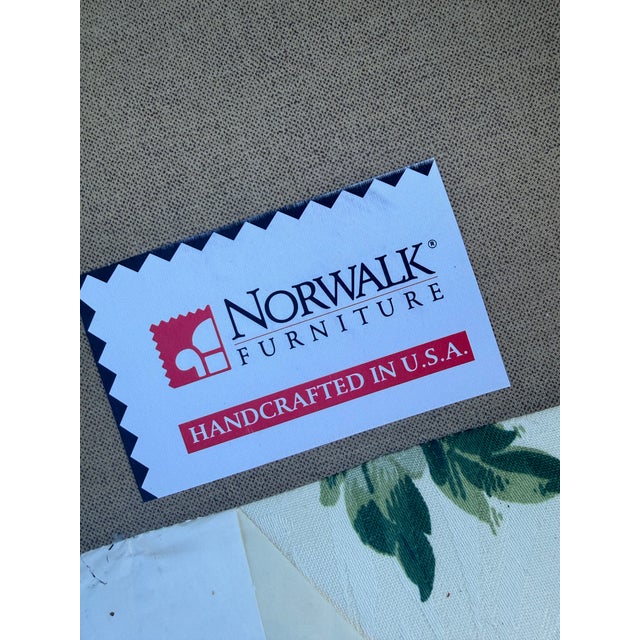 NORWALK®
FURNITURE
HANDCRAFTED IN U.S.A.